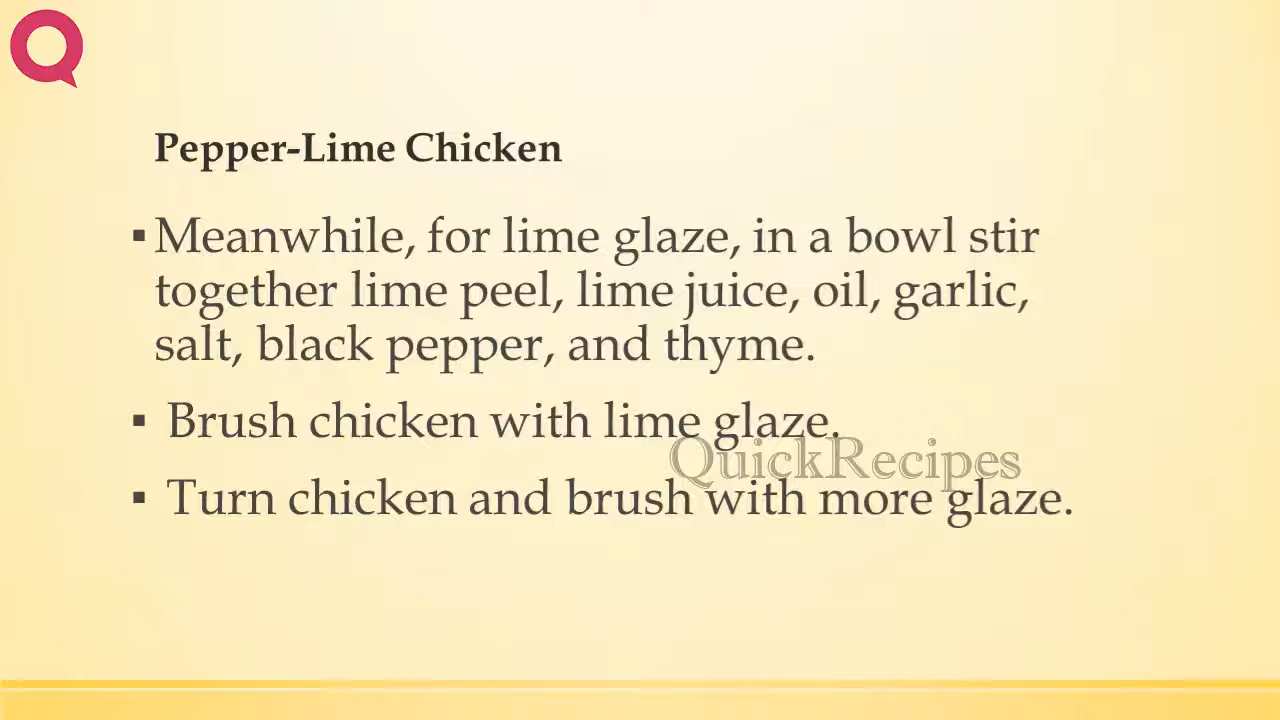 Pepper-Lime Chicken
▪ Meanwhile, for lime glaze, in a bowl stir
together lime peel, lime juice, oil, garlic,
salt, black pepper, and thyme.
▪ Brush chicken with lime glaze.
QuickRecipes
▪ Turn chicken and brush with more glaze.